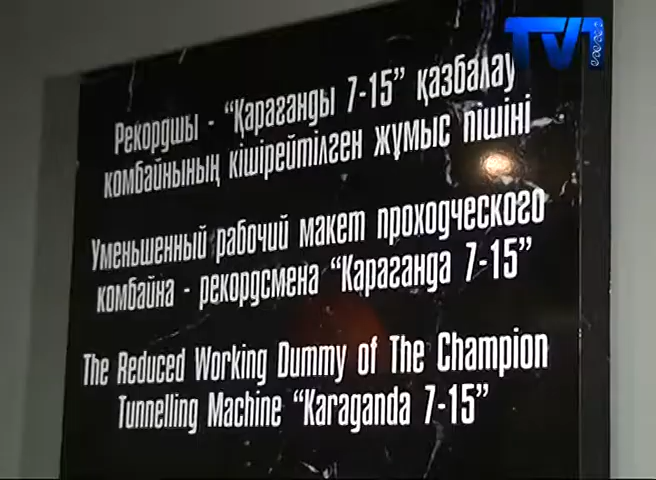 TV1
Рекордшы - “Қарағанды 7-15” қазбалау
комбайнының кішірейтілген жұмыс пішіні
Уменьшенный рабочий макет проходческого
комбайна - рекордсмена “Караганда 7-15”
The Reduced Working Dummy of The Champion
Tunnelling Machine “Karaganda 7-15”